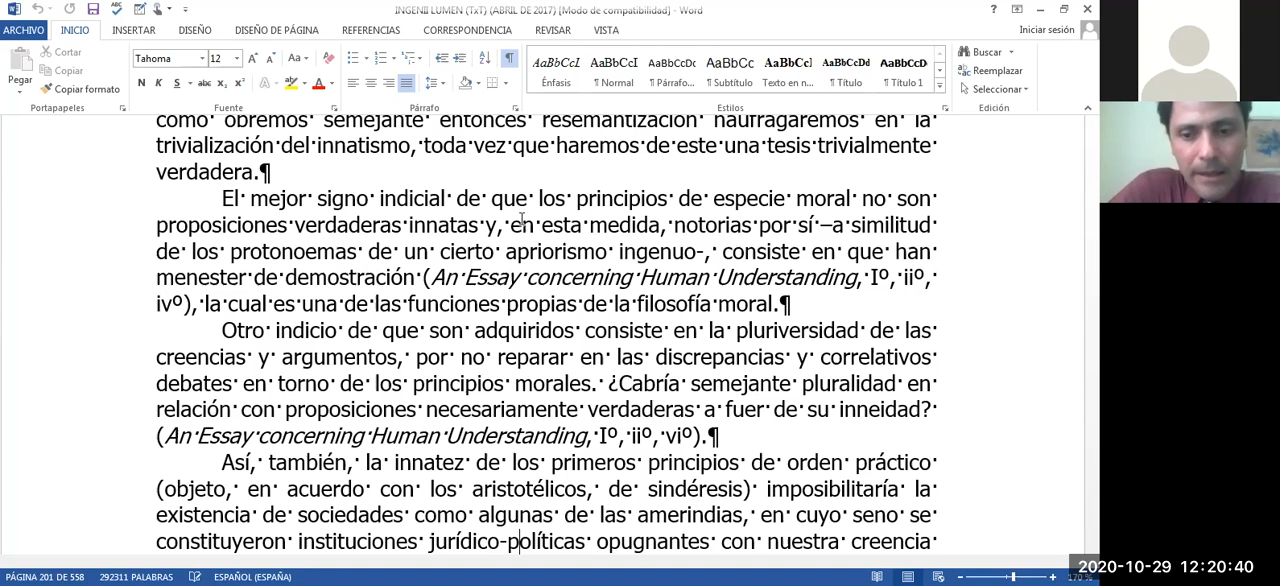 INGENII LUMEN (TxT) (ABRIL DE 2017) [Modo de compatibilidad] - Word
ARCHIVO INICIO INSERTAR DISEÑO DISEÑO DE PÁGINA REFERENCIAS CORRESPONDENCIA REVISAR VISTA Iniciar sesión
Pegar
Cortar
Copiar
Copiar formato
Portapapeles
Tahoma 12
N K S abc x₂ x²
Fuente
Párrafo
AaBbCcI AaBbCcI AaBbCcDc AaBbCc AaBbCcI AaBbCcDd AaBbCcDc
Énfasis ¶ Normal ¶ Párrafo... ¶ Subtítulo Texto en n... ¶ Título ¶ Título 1
Estilos
Buscar
Reemplazar
Seleccionar
Edición
como obremos semejante entonces resemantización naufragaremos en la
trivialización del innatismo, toda vez que haremos de este una tesis trivialmente
verdadera.¶
El mejor signo indicial de que los principios de especie moral no son
proposiciones verdaderas innatas y, en esta medida, notorias por sí –a similitud
de los protonoemas de un cierto apriorismo ingenuo-, consiste en que han
menester de demostración (An Essay concerning Human Understanding, Iº, iiº,
ivº), la cual es una de las funciones propias de la filosofía moral.¶
Otro indicio de que son adquiridos consiste en la pluriversidad de las
creencias y argumentos, por no reparar en las discrepancias y correlativos
debates en torno de los principios morales. ¿Cabría semejante pluralidad en
relación con proposiciones necesariamente verdaderas a fuer de su inneidad?
(An Essay concerning Human Understanding, Iº, iiº, viº).¶
Así, también, la innatez de los primeros principios de orden práctico
(objeto, en acuerdo con los aristotélicos, de sindéresis) imposibilitaría la
existencia de sociedades como algunas de las amerindias, en cuyo seno se
constituyeron instituciones jurídico-políticas opugnantes con nuestra creencia
PÁGINA 201 DE 558 292311 PALABRAS ESPAÑOL (ESPAÑA) 170 %
2020-10-29 12:20:40